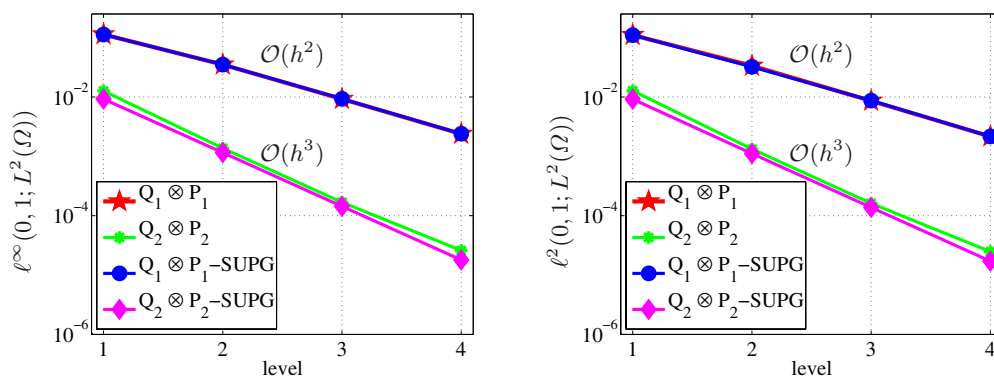 ℓ^∞(0, 1; L^2(Ω))
10^−2
10^−4
10^−6
O(h^2)
O(h^3)
Q_1 ⊗ P_1
Q_2 ⊗ P_2
Q_1 ⊗ P_1−SUPG
Q_2 ⊗ P_2−SUPG
1 2 3 4
level
ℓ^2(0, 1; L^2(Ω))
10^−2
10^−4
10^−6
O(h^2)
O(h^3)
Q_1 ⊗ P_1
Q_2 ⊗ P_2
Q_1 ⊗ P_1−SUPG
Q_2 ⊗ P_2−SUPG
1 2 3 4
level